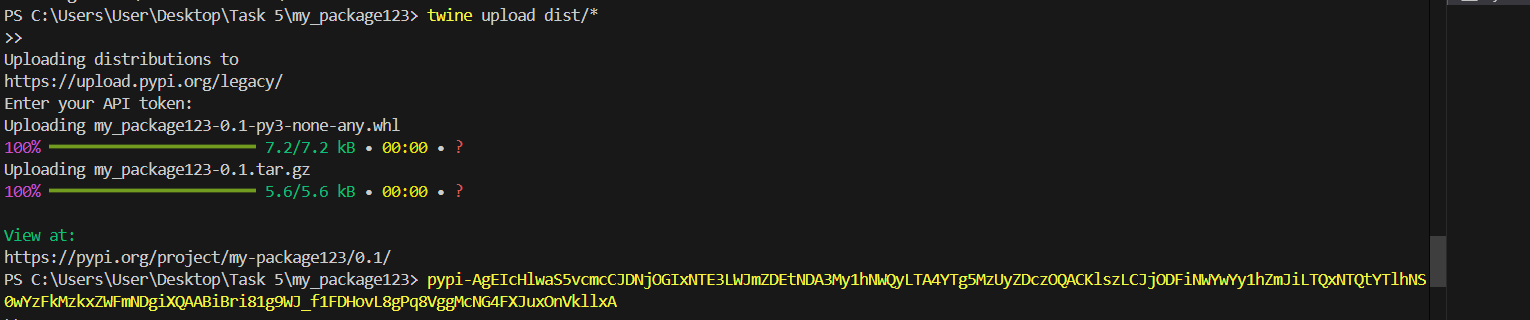 PS C:\Users\User\Desktop\Task 5\my_package123> twine upload dist/*
>>
Uploading distributions to
https://upload.pypi.org/legacy/
Enter your API token:
Uploading my_package123-0.1-py3-none-any.whl
100% 7.2/7.2 kB • 00:00 • ?
Uploading my_package123-0.1.tar.gz
100% 5.6/5.6 kB • 00:00 • ?
View at:
https://pypi.org/project/my-package123/0.1/
PS C:\Users\User\Desktop\Task 5\my_package123>